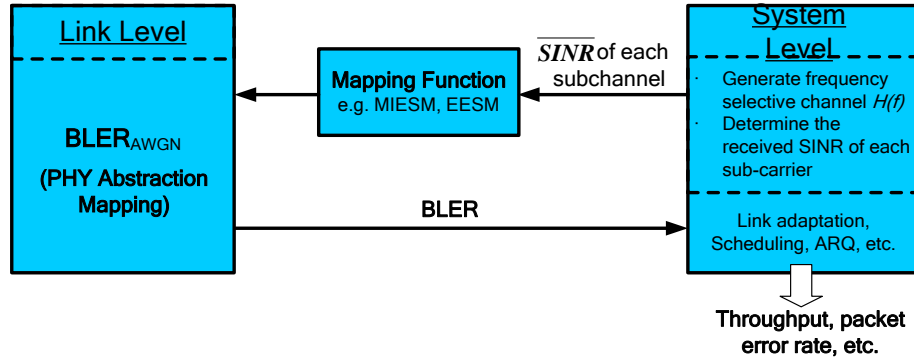 Link Level
BLERAWGN
(PHY Abstraction
Mapping)
Mapping Function
e.g. MIESM, EESM
SINR of each
subchannel
BLER
System
Level
· Generate frequency
selective channel H(f)
· Determine the
received SINR of each
sub-carrier
Link adaptation,
Scheduling, ARQ, etc.
Throughput, packet
error rate, etc.